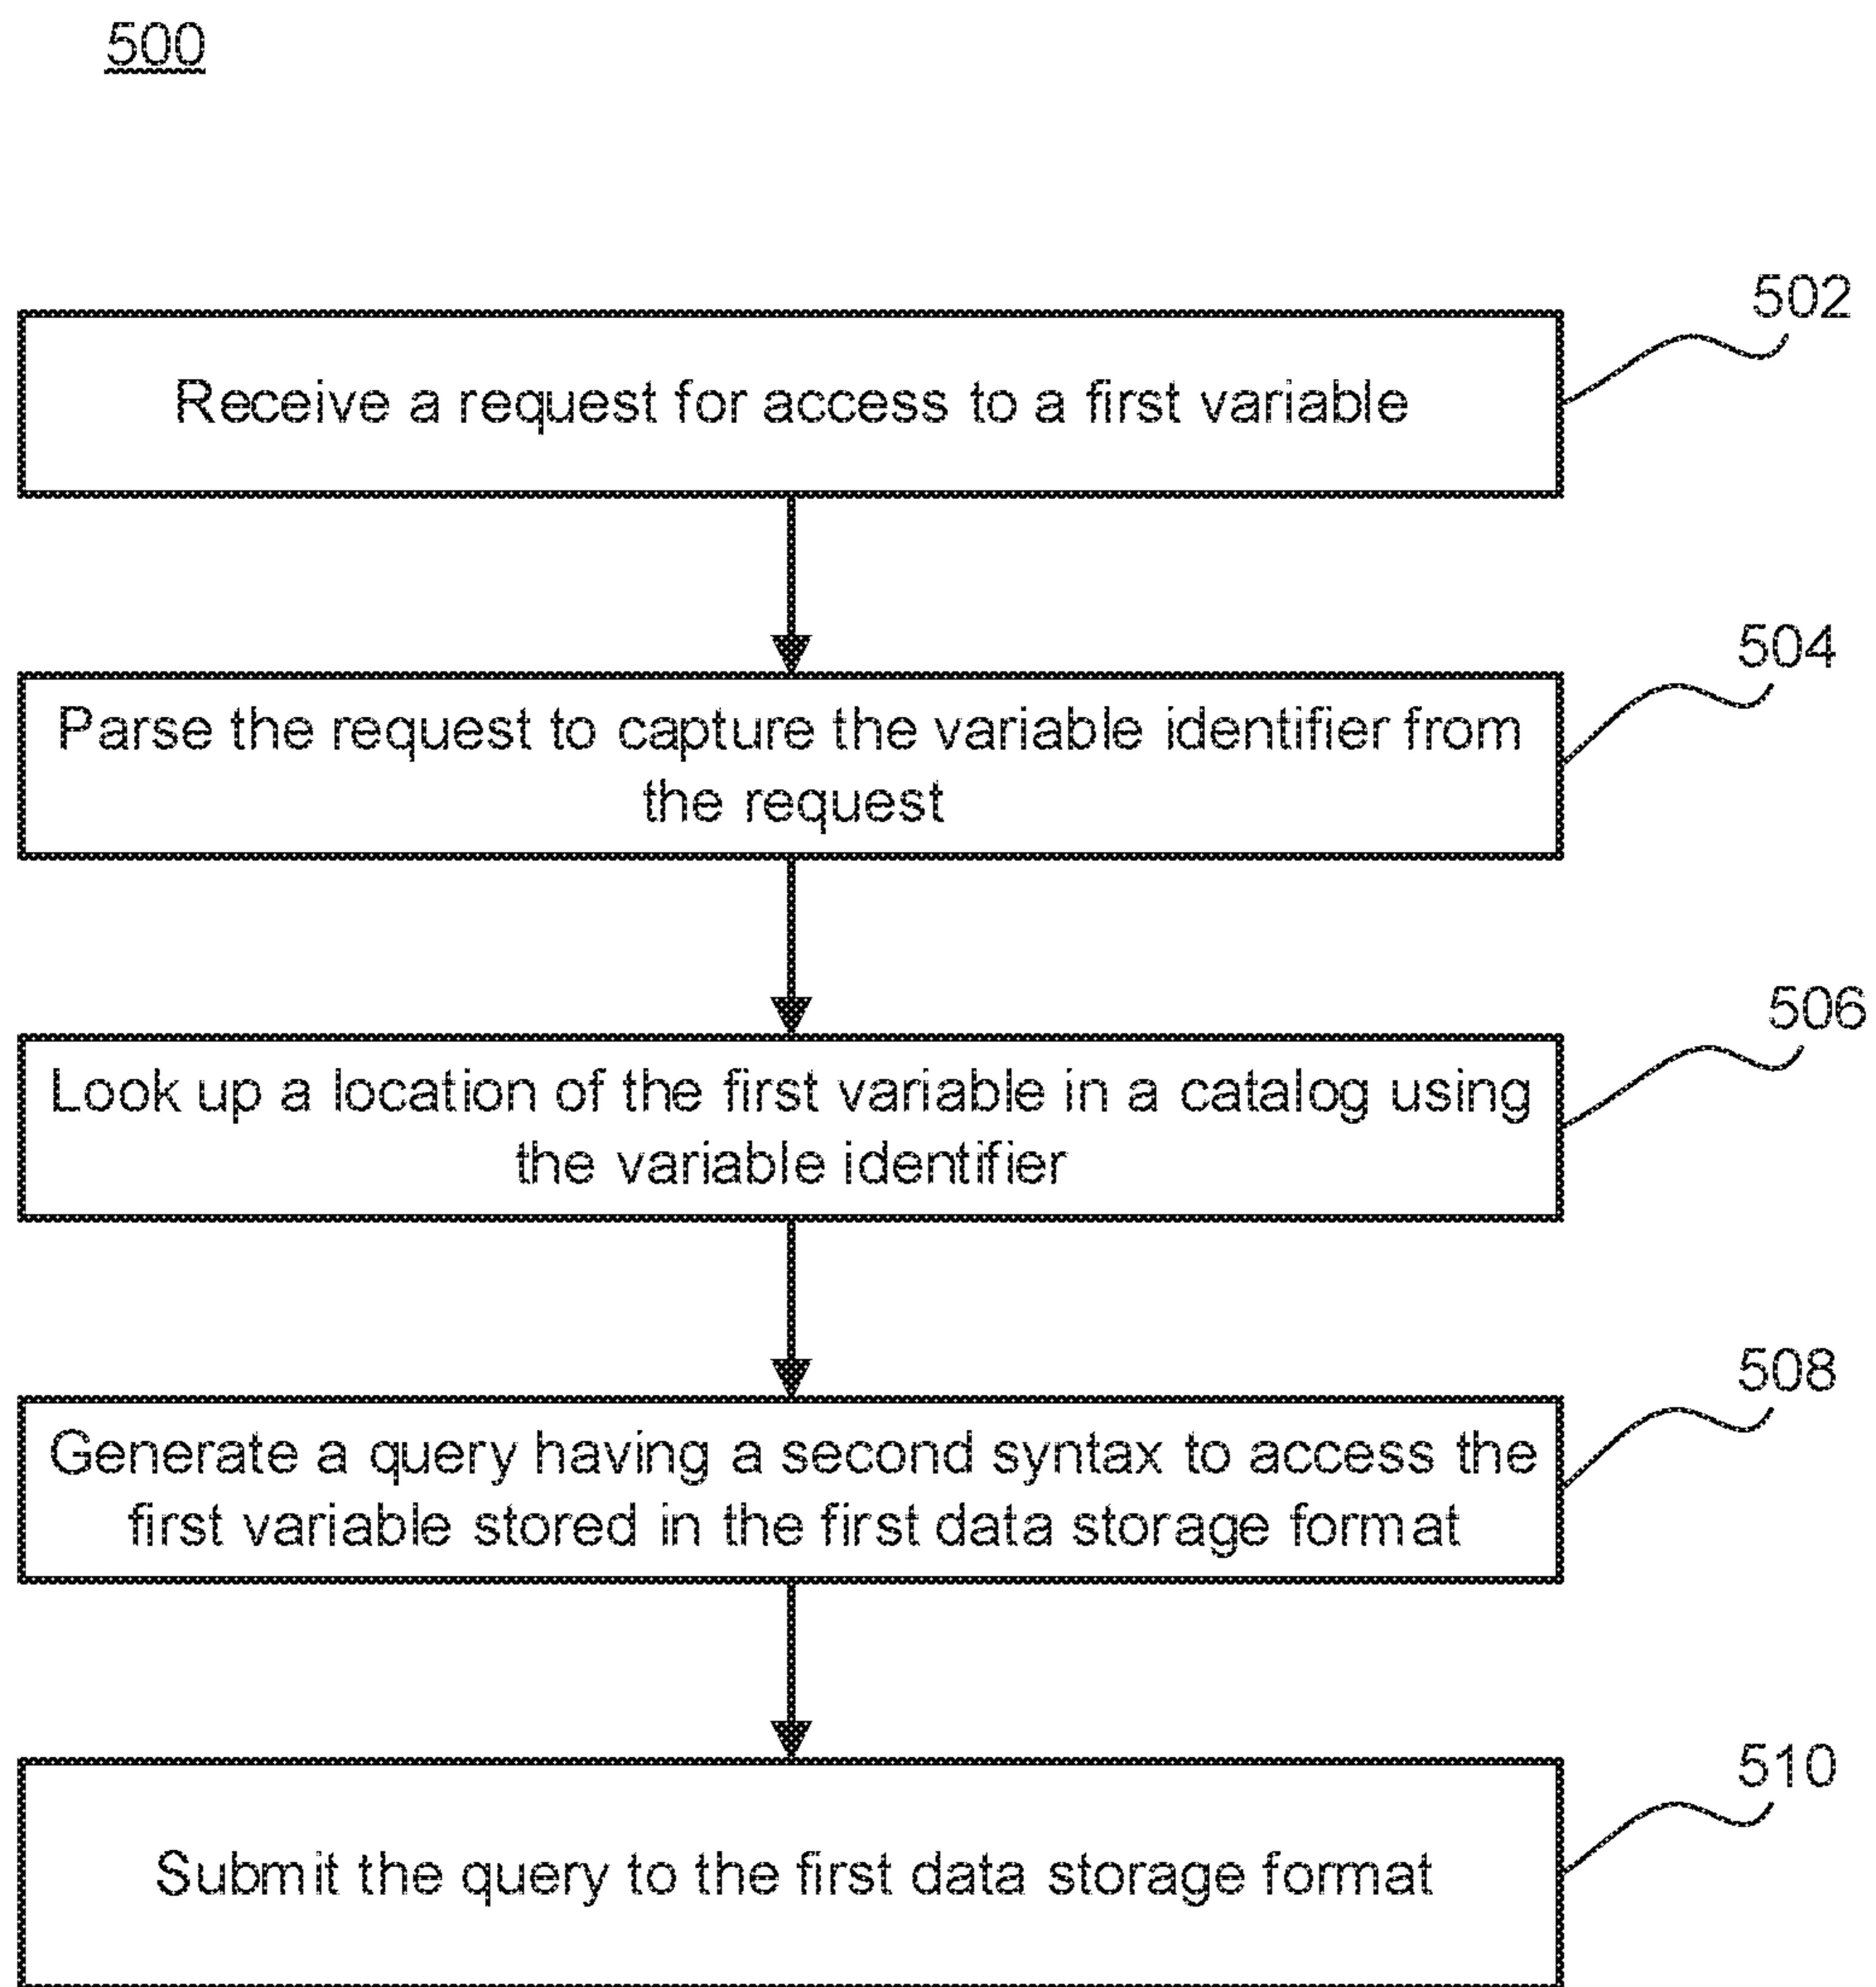 500
502
Receive a request for access to a first variable
504
Parse the request to capture the variable identifier from
the request
506
Look up a location of the first variable in a catalog using
the variable identifier
508
Generate a query having a second syntax to access the
first variable stored in the first data storage format
510
Submit the query to the first data storage format